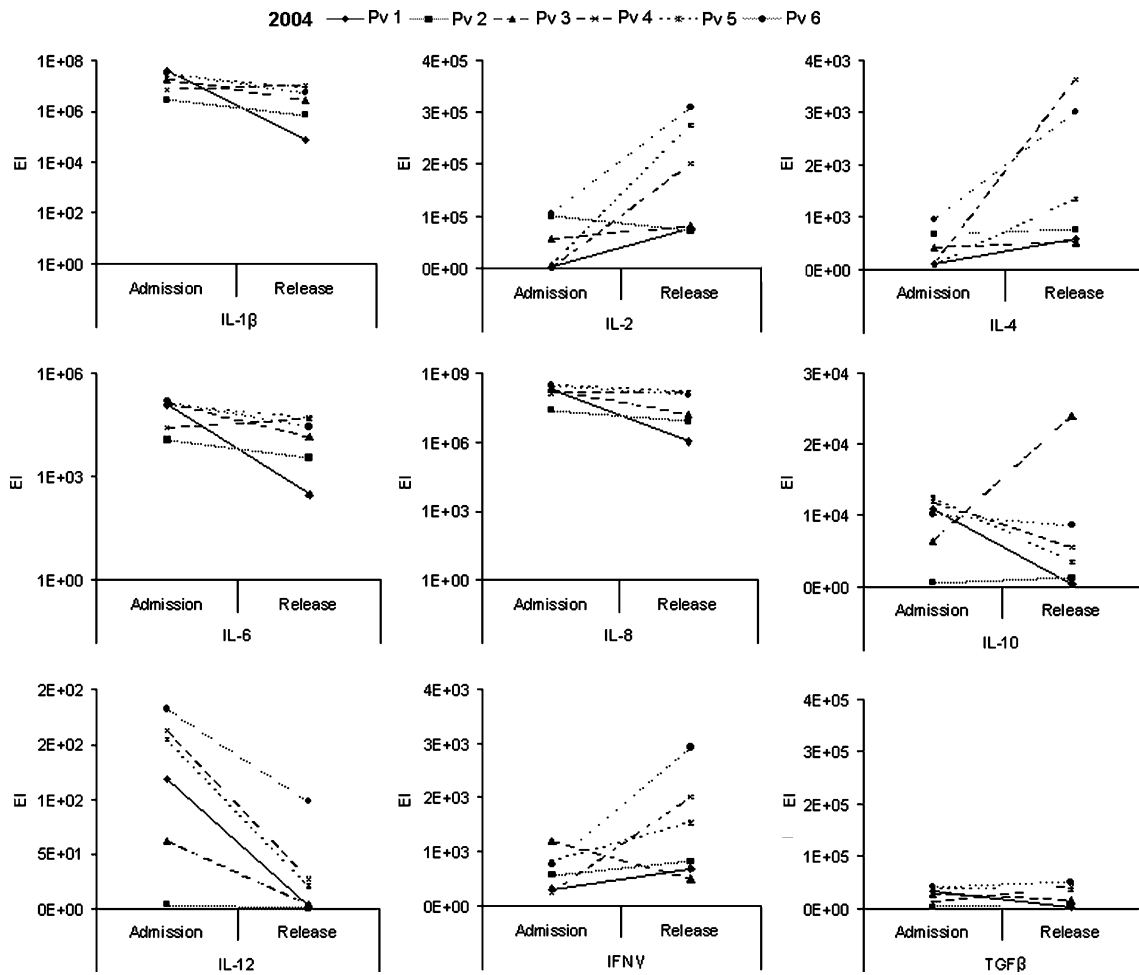 2004 Pv 1 Pv 2 Pv 3 Pv 4 Pv 5 Pv 6
1E+08
1E+06
1E+04
1E+02
1E+00
EI
Admission Release
IL-1β
4E+05
3E+05
2E+05
1E+05
0E+00
EI
Admission Release
IL-2
4E+03
3E+03
2E+03
1E+03
0E+00
EI
Admission Release
IL-4
1E+06
1E+03
1E+00
EI
Admission Release
IL-6
1E+09
1E+06
1E+03
1E+00
EI
Admission Release
IL-8
3E+04
2E+04
1E+04
0E+00
EI
Admission Release
IL-10
2E+02
2E+02
1E+02
5E+01
0E+00
EI
Admission Release
IL-12
4E+03
3E+03
2E+03
1E+03
0E+00
EI
Admission Release
IFNγ
4E+05
3E+05
2E+05
1E+05
0E+00
EI
Admission Release
TGFβ